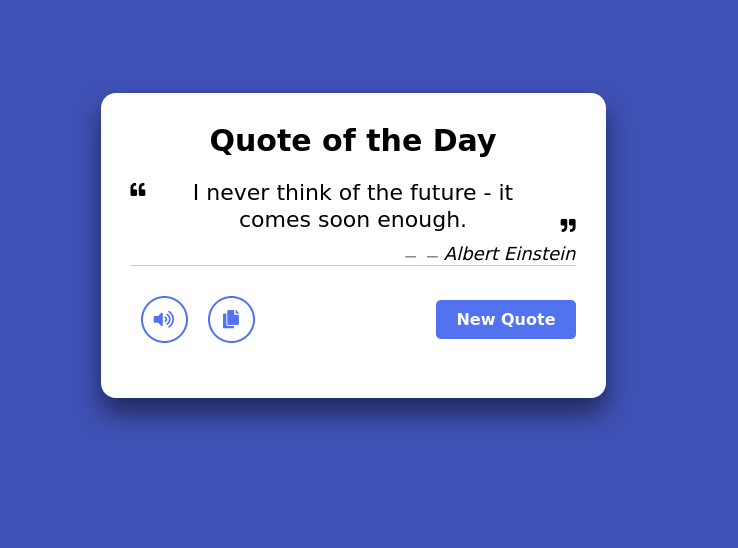 Quote of the Day
“ I never think of the future - it
comes soon enough. ”
— — Albert Einstein
New Quote